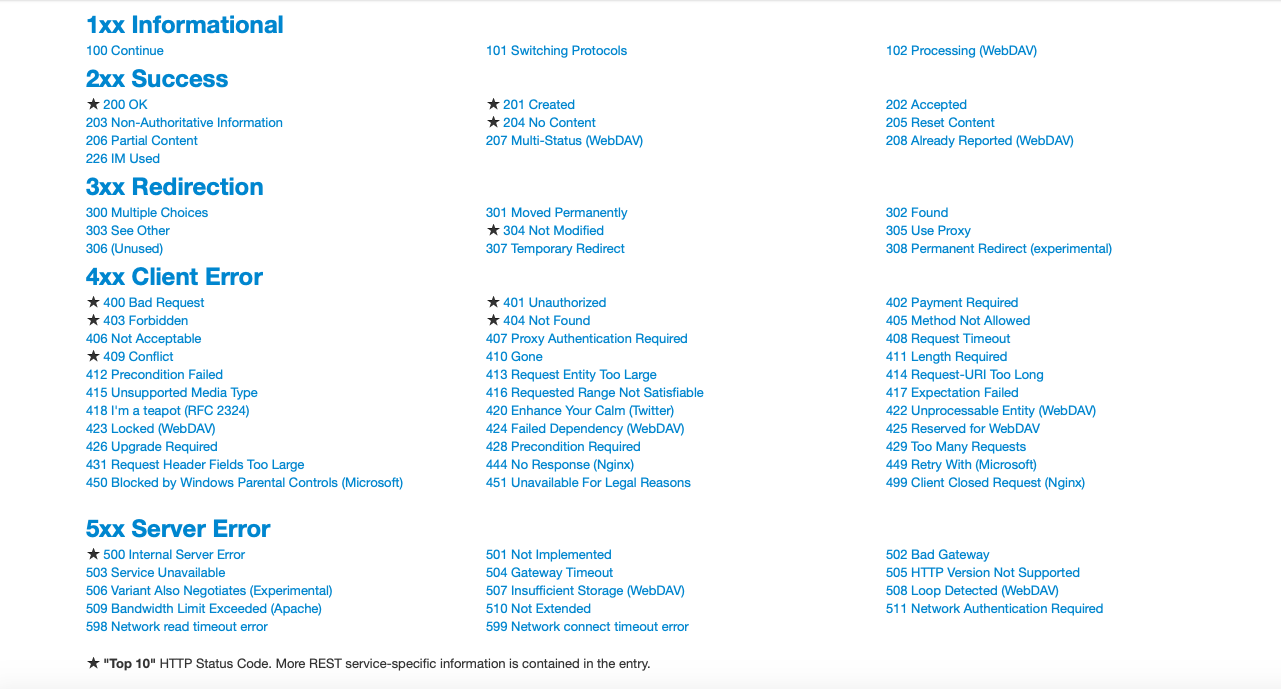 1xx Informational
100 Continue 101 Switching Protocols 102 Processing (WebDAV)
2xx Success
★ 200 OK ★ 201 Created 202 Accepted
203 Non-Authoritative Information ★ 204 No Content 205 Reset Content
206 Partial Content 207 Multi-Status (WebDAV) 208 Already Reported (WebDAV)
226 IM Used
3xx Redirection
300 Multiple Choices 301 Moved Permanently 302 Found
303 See Other ★ 304 Not Modified 305 Use Proxy
306 (Unused) 307 Temporary Redirect 308 Permanent Redirect (experimental)
4xx Client Error
★ 400 Bad Request ★ 401 Unauthorized 402 Payment Required
★ 403 Forbidden ★ 404 Not Found 405 Method Not Allowed
406 Not Acceptable 407 Proxy Authentication Required 408 Request Timeout
★ 409 Conflict 410 Gone 411 Length Required
412 Precondition Failed 413 Request Entity Too Large 414 Request-URI Too Long
415 Unsupported Media Type 416 Requested Range Not Satisfiable 417 Expectation Failed
418 I'm a teapot (RFC 2324) 420 Enhance Your Calm (Twitter) 422 Unprocessable Entity (WebDAV)
423 Locked (WebDAV) 424 Failed Dependency (WebDAV) 425 Reserved for WebDAV
426 Upgrade Required 428 Precondition Required 429 Too Many Requests
431 Request Header Fields Too Large 444 No Response (Nginx) 449 Retry With (Microsoft)
450 Blocked by Windows Parental Controls (Microsoft) 451 Unavailable For Legal Reasons 499 Client Closed Request (Nginx)
5xx Server Error
★ 500 Internal Server Error 501 Not Implemented 502 Bad Gateway
503 Service Unavailable 504 Gateway Timeout 505 HTTP Version Not Supported
506 Variant Also Negotiates (Experimental) 507 Insufficient Storage (WebDAV) 508 Loop Detected (WebDAV)
509 Bandwidth Limit Exceeded (Apache) 510 Not Extended 511 Network Authentication Required
598 Network read timeout error 599 Network connect timeout error
★ "Top 10" HTTP Status Code. More REST service-specific information is contained in the entry.